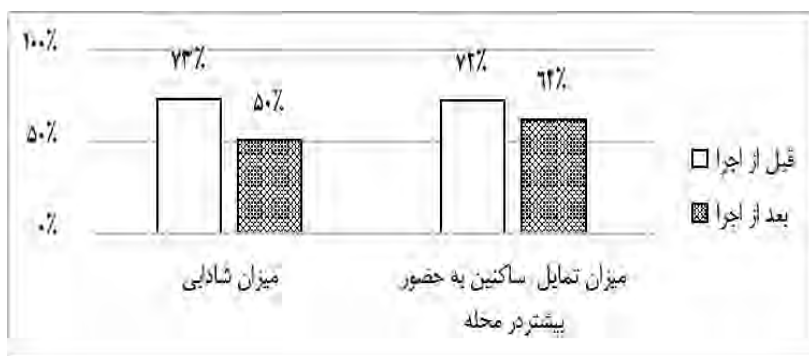 ۱۰۰٪
۵۰٪
۰٪
۷۳٪
۵۰٪
۷۲٪
۶۲٪
میزان شادابی
میزان تمایل ساکنین به حضور
بیشتر در محله
قبل از اجرا
بعد از اجرا